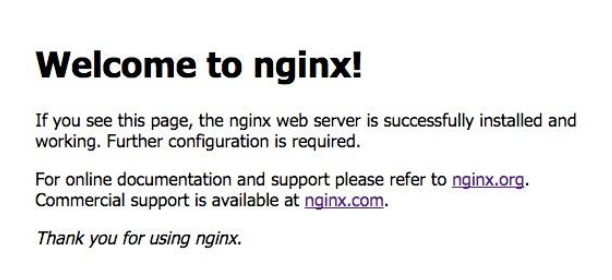 Welcome to nginx!
If you see this page, the nginx web server is successfully installed and
working. Further configuration is required.
For online documentation and support please refer to nginx.org.
Commercial support is available at nginx.com.
Thank you for using nginx.